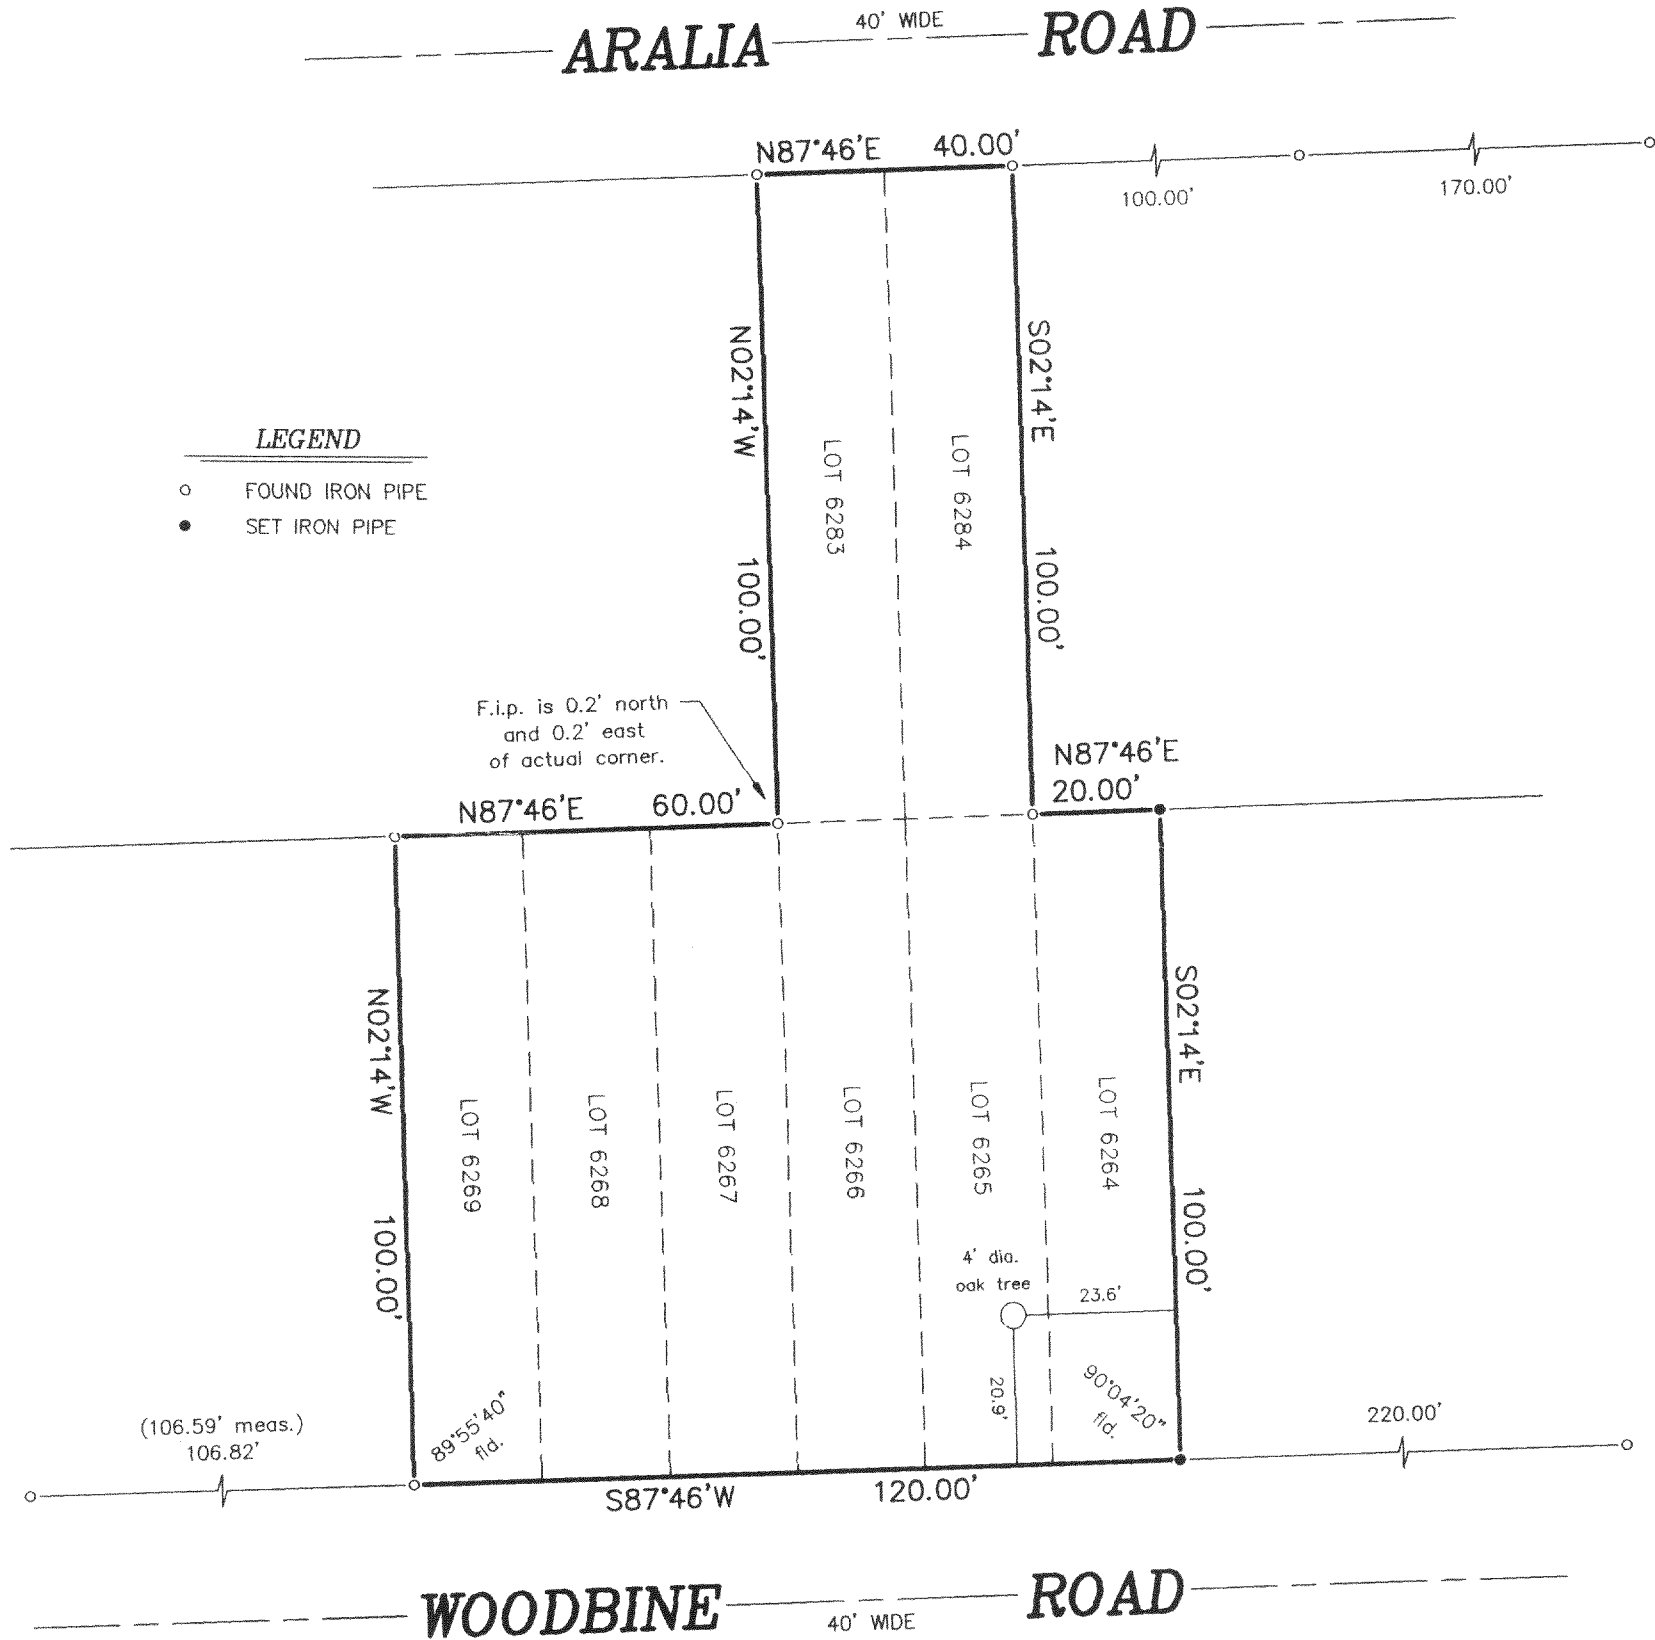 40' WIDE
ARALIA ROAD
N87°46'E 40.00'
100.00'
170.00'
N02°14'W 100.00'
S02°14'E 100.00'
LOT 6283
LOT 6284
LEGEND
FOUND IRON PIPE
SET IRON PIPE
F.i.p. is 0.2' north
and 0.2' east
of actual corner.
N87°46'E 60.00'
N87°46'E
20.00'
N02°14'W 100.00'
LOT 6269
LOT 6268
LOT 6267
LOT 6266
LOT 6265
LOT 6264
S02°14'E 100.00'
4' dia.
oak tree
23.6'
20.9'
89°55'40"
fld.
90°04'20"
fld.
(106.59' meas.)
106.82'
220.00'
S87°46'W 120.00'
WOODBINE ROAD
40' WIDE